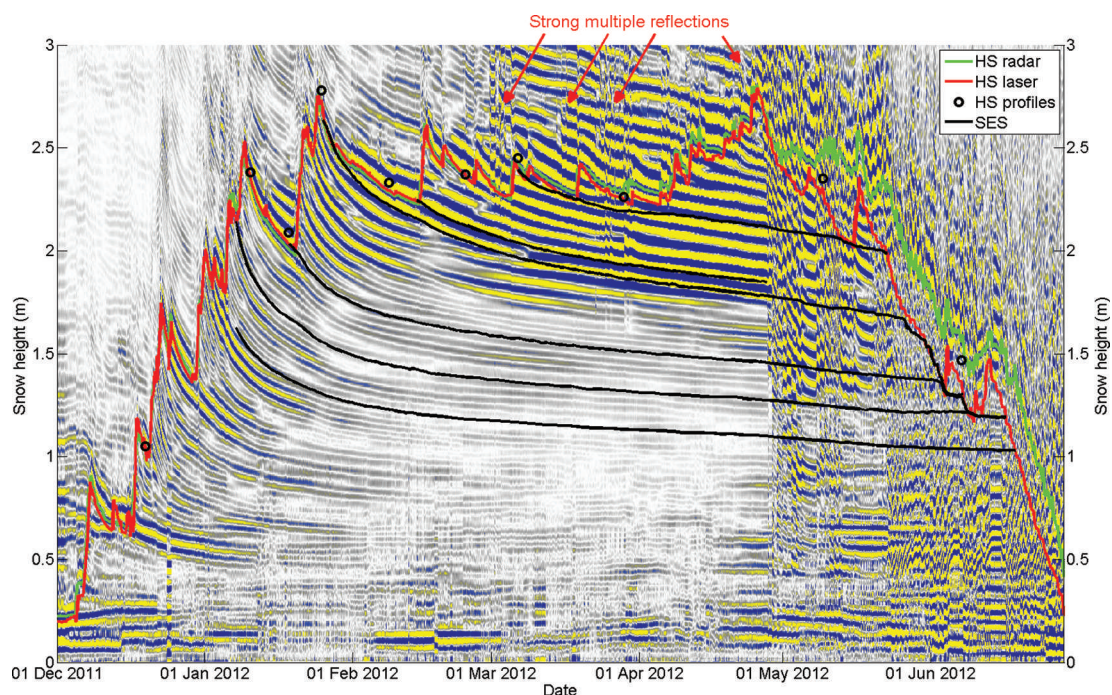 Strong multiple reflections
HS radar
HS laser
HS profiles
SES
3
2.5
2
1.5
1
0.5
0
Snow height (m)
3
2.5
2
1.5
1
0.5
0
Snow height (m)
01 Dec 2011
01 Jan 2012
01 Feb 2012
01 Mar 2012
01 Apr 2012
01 May 2012
01 Jun 2012
Date